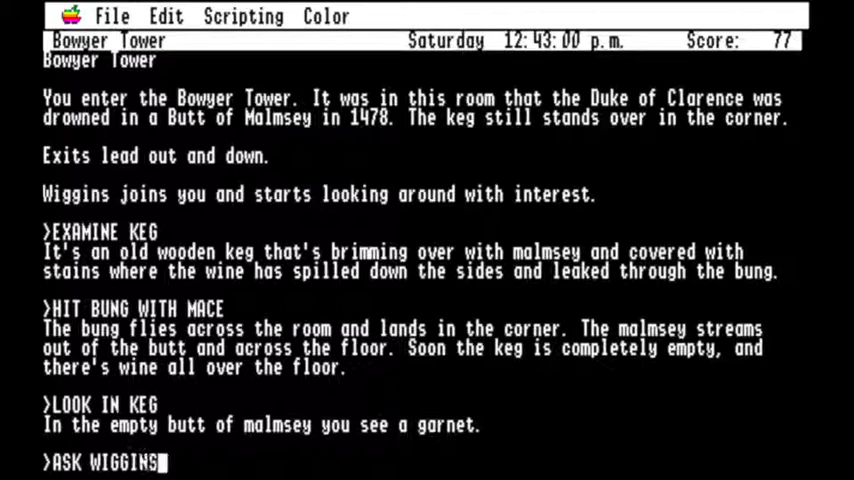 File Edit Scripting Color
Bowyer Tower Saturday 12:43:00 p.m. Score: 77
Bowyer Tower
You enter the Bowyer Tower. It was in this room that the Duke of Clarence was
drowned in a Butt of Malmsey in 1478. The keg still stands over in the corner.
Exits lead out and down.
Wiggins joins you and starts looking around with interest.
>EXAMINE KEG
It's an old wooden keg that's brimming over with malmsey and covered with
stains where the wine has spilled down the sides and leaked through the bung.
>HIT BUNG WITH MACE
The bung flies across the room and lands in the corner. The malmsey streams
out of the butt and across the floor. Soon the keg is completely empty, and
there's wine all over the floor.
>LOOK IN KEG
In the empty butt of malmsey you see a garnet.
>ASK WIGGINS